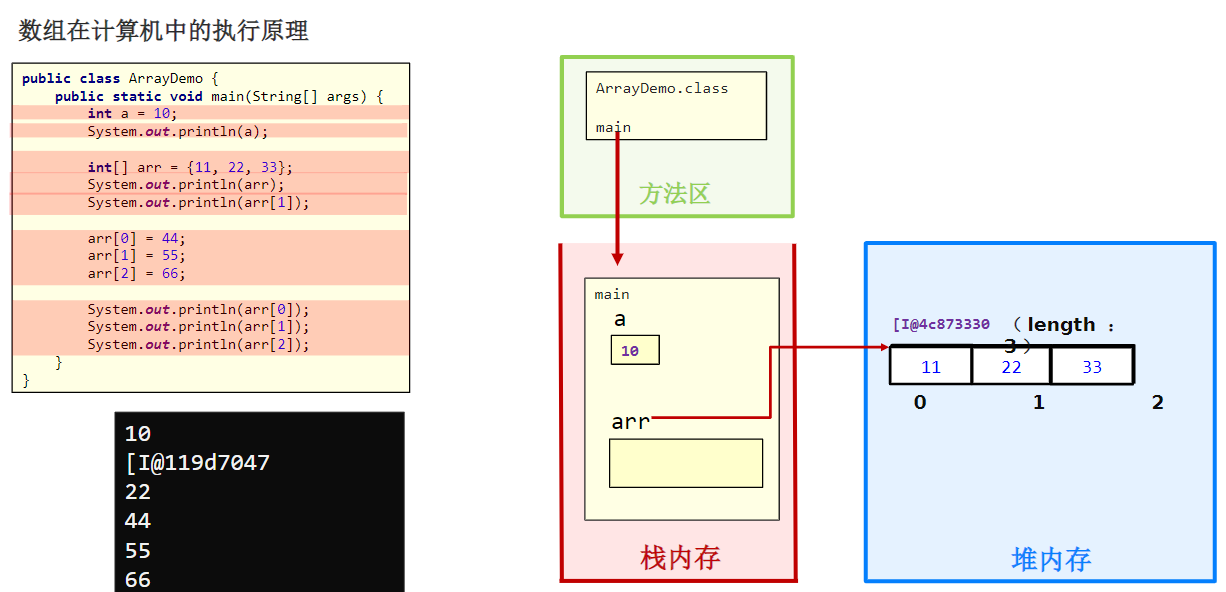 数组在计算机中的执行原理
public class ArrayDemo {
    public static void main(String[] args) {
        int a = 10;
        System.out.println(a);
        int[] arr = {11, 22, 33};
        System.out.println(arr);
        System.out.println(arr[1]);
        arr[0] = 44;
        arr[1] = 55;
        arr[2] = 66;
        System.out.println(arr[0]);
        System.out.println(arr[1]);
        System.out.println(arr[2]);
    }
}
10
[I@119d7047
22
44
55
66
ArrayDemo.class
main
方法区
main
a
10
arr
栈内存
[I@4c873330 （length ：
3）
11 22 33
0 1 2
堆内存